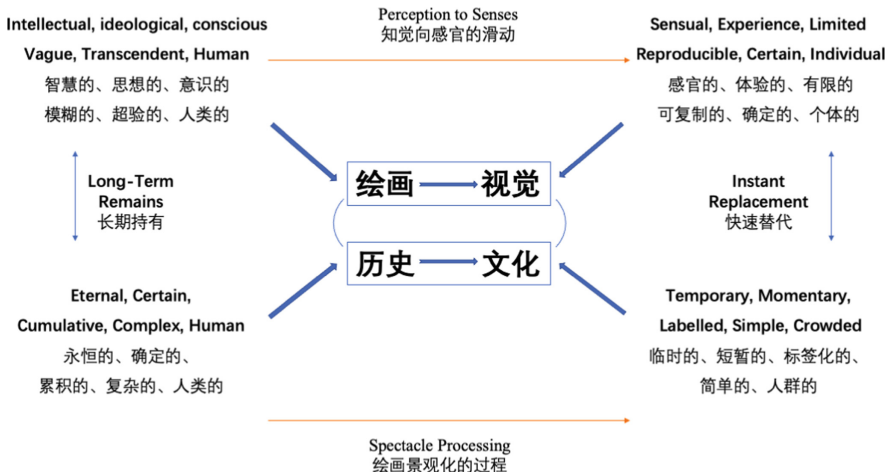 Intellectual, ideological, conscious
Vague, Transcendent, Human
智慧的、思想的、意识的
模糊的、超验的、人类的
Perception to Senses
知觉向感官的滑动
Sensual, Experience, Limited
Reproducible, Certain, Individual
感官的、体验的、有限的
可复制的、确定的、个体的
Long-Term
Remains
长期持有
绘画 视觉
历史 文化
Instant
Replacement
快速替代
Eternal, Certain,
Cumulative, Complex, Human
永恒的、确定的、
累积的、复杂的、人类的
Temporary, Momentary,
Labelled, Simple, Crowded
临时的、短暂的、标签化的、
简单的、人群的
Spectacle Processing
绘画景观化的过程